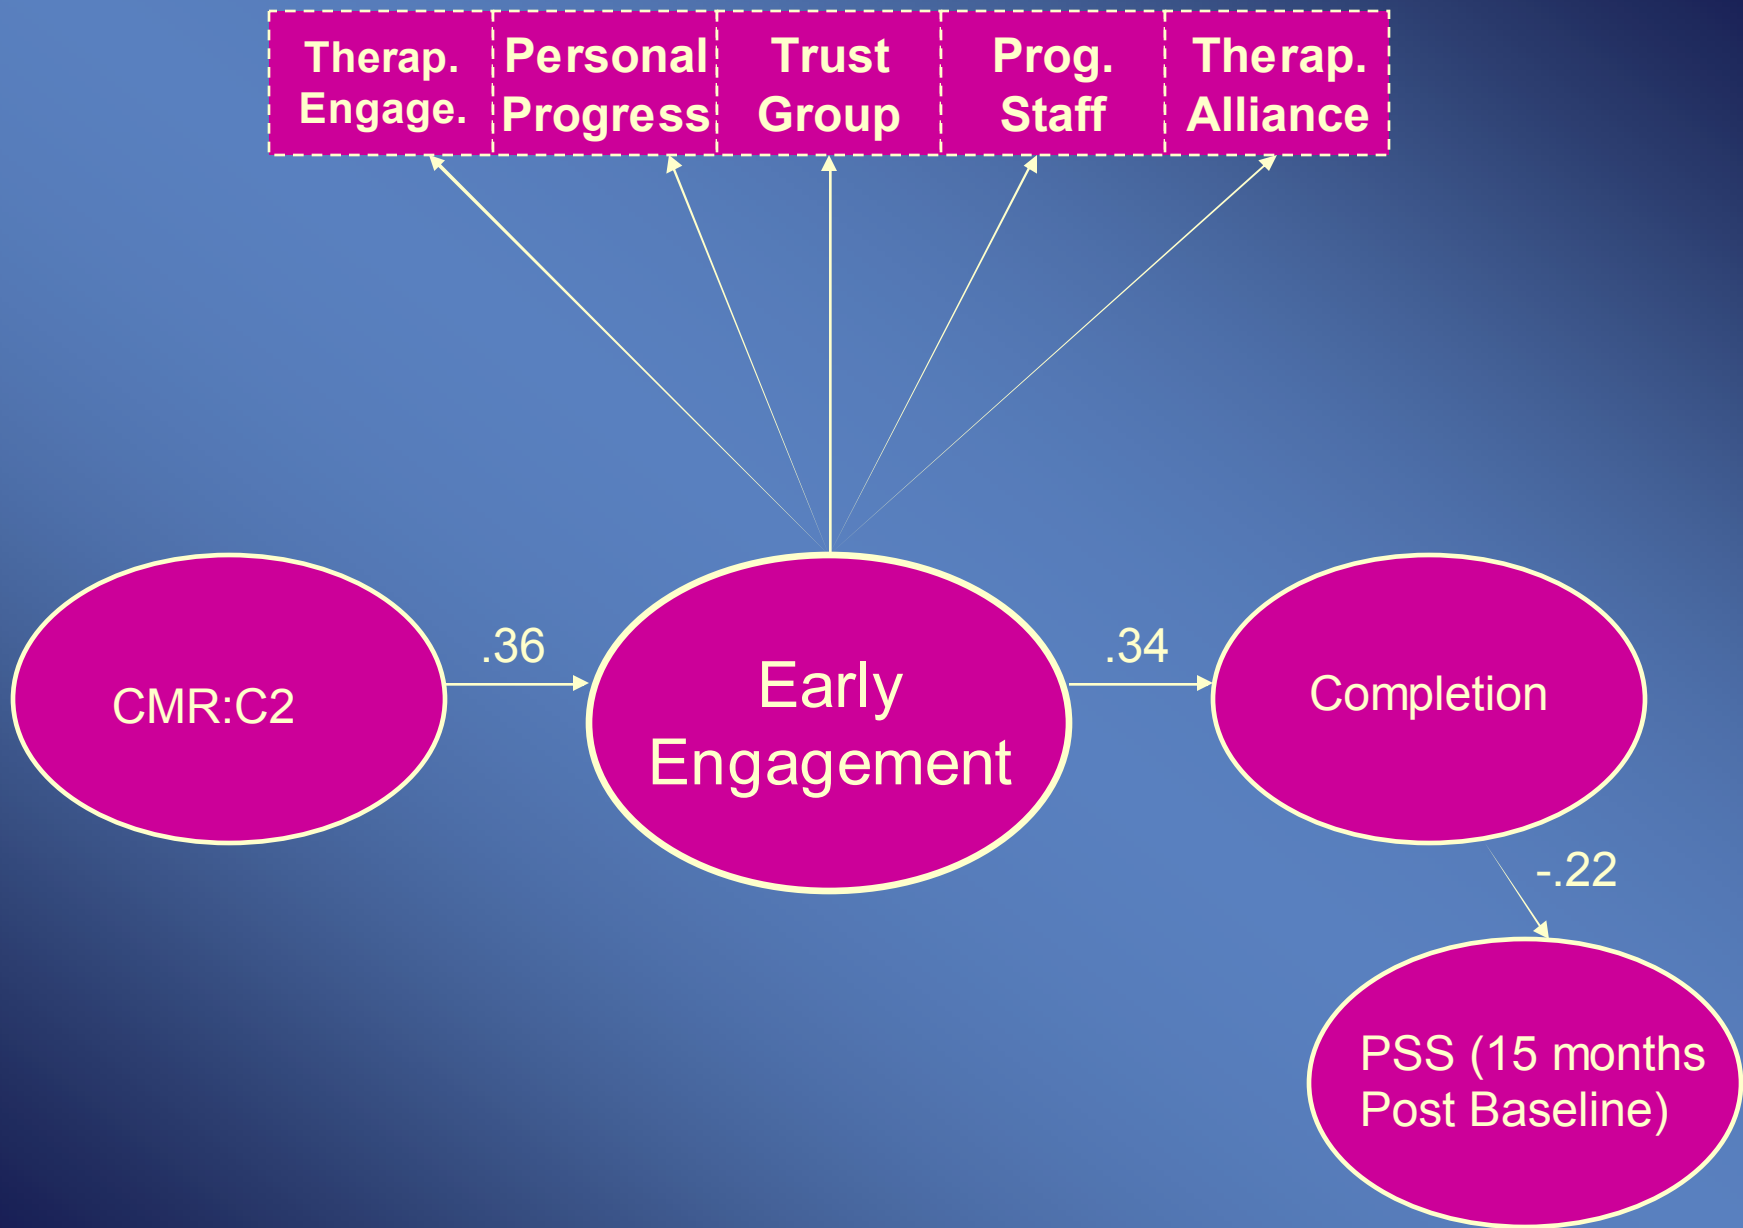 Therap.
Engage.
Personal
Progress
Trust
Group
Prog.
Staff
Therap.
Alliance
.36
.34
CMR:C2
Early
Engagement
Completion
-.22
PSS (15 months
Post Baseline)